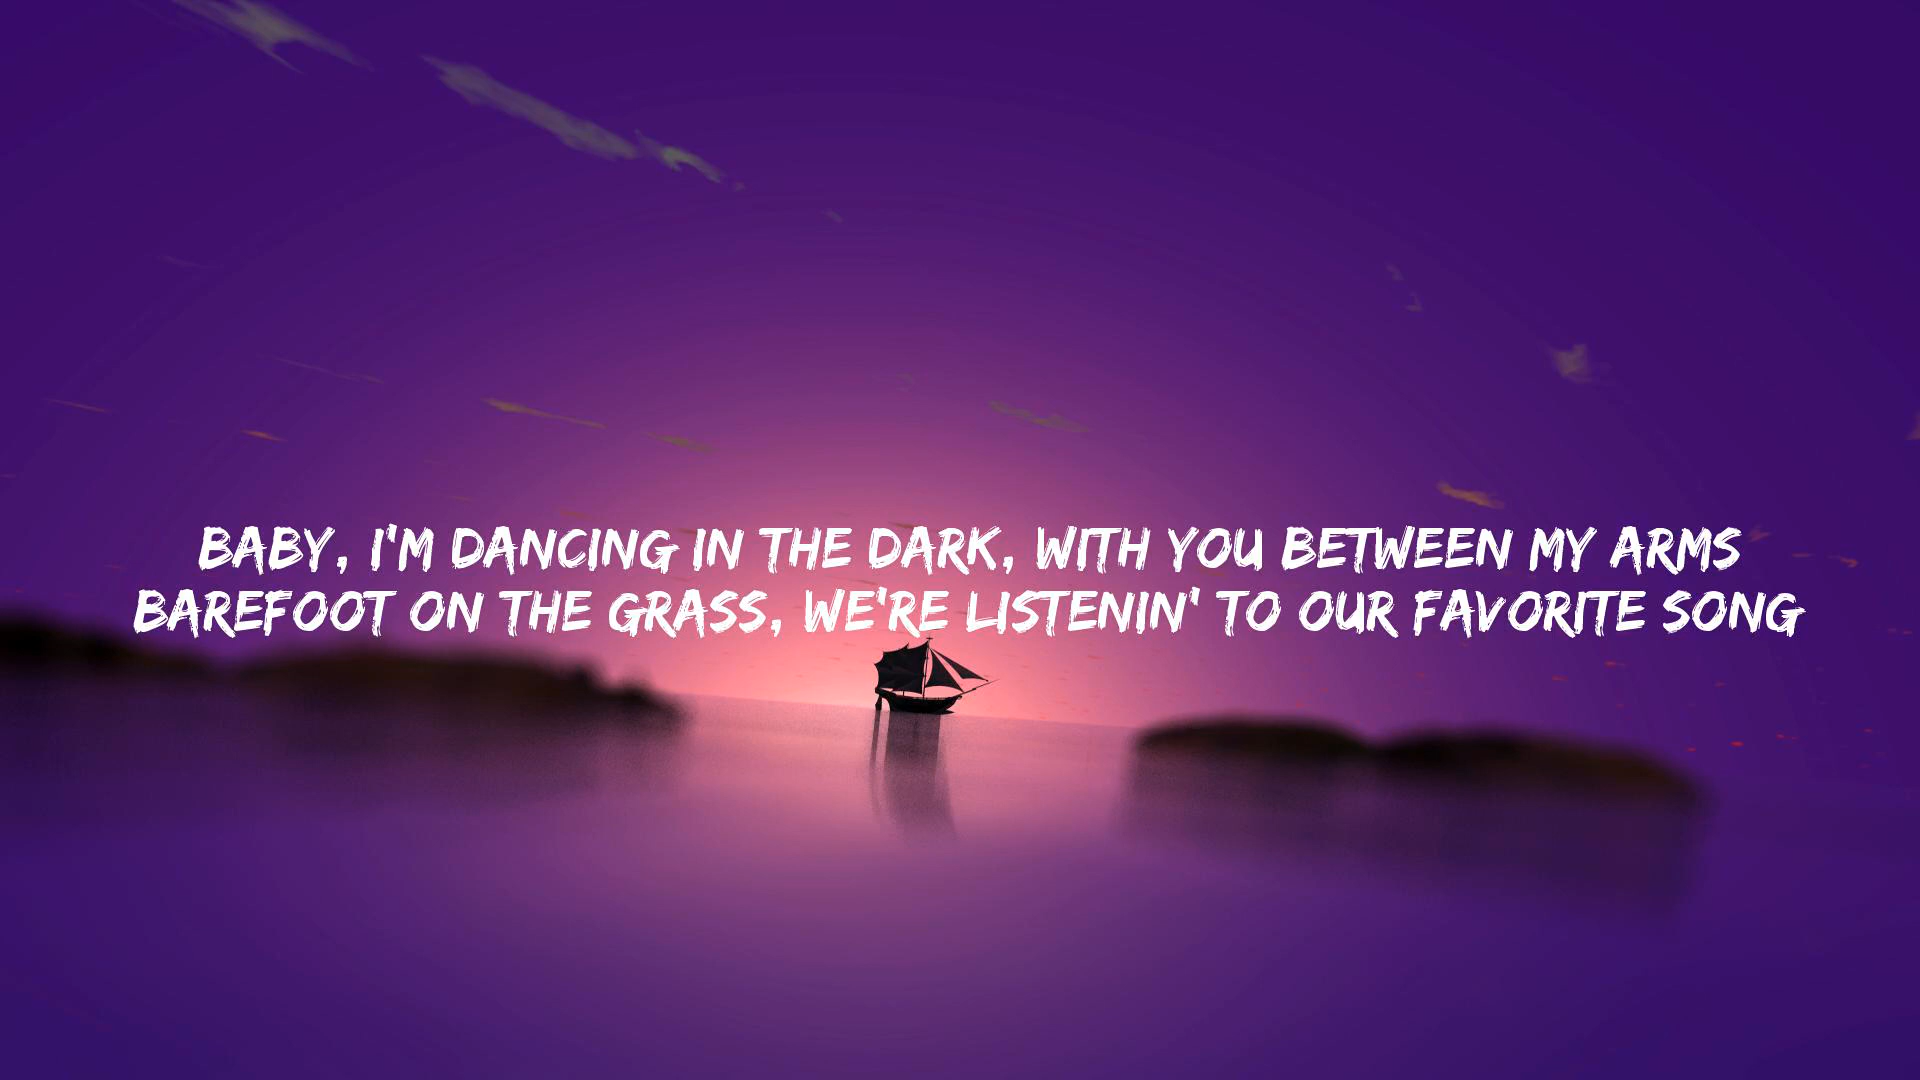 BABY, I'M DANCING IN THE DARK, WITH YOU BETWEEN MY ARMS
BAREFOOT ON THE GRASS, WE'RE LISTENIN' TO OUR FAVORITE SONG